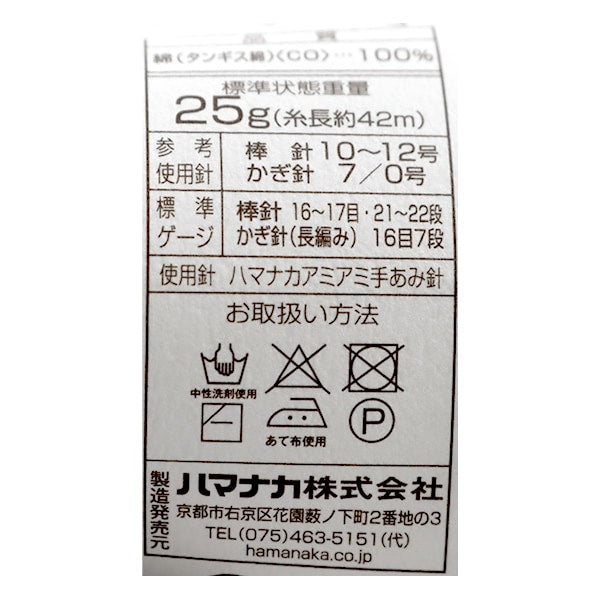 品質
綿（タンギス綿）〈CO〉…100%
標準状態重量
25g(糸長約42m)
参考 棒針 10〜12号
使用針 かぎ針 7／0号
標準 棒針 16〜17目・21〜22段
ゲージ かぎ針(長編み) 16目7段
使用針 ハマナカアミアミ手あみ針
お取扱い方法
中性洗剤使用
P
あて布使用
製造発売元
ハマナカ株式会社
京都市右京区花園薮ノ下町2番地の3
TEL(075)463-5151(代)
hamanaka.co.jp